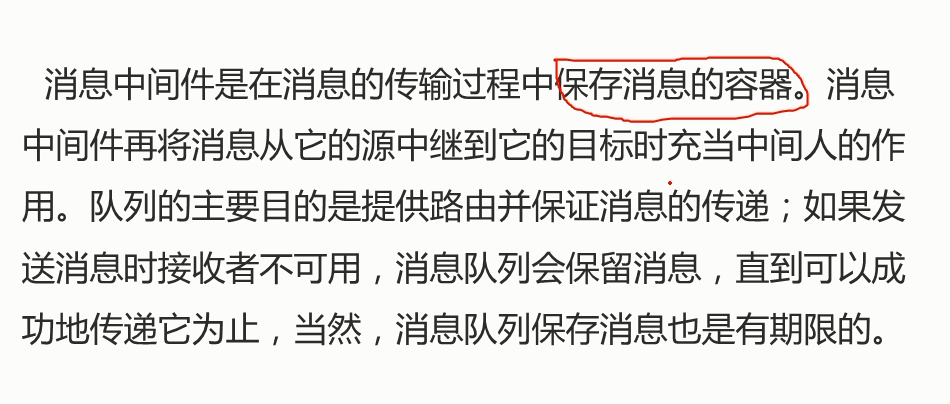 消息中间件是在消息的传输过程中保存消息的容器。消息
中间件再将消息从它的源中继到它的目标时充当中间人的作
用。队列的主要目的是提供路由并保证消息的传递；如果发
送消息时接收者不可用，消息队列会保留消息，直到可以成
功地传递它为止，当然，消息队列保存消息也是有期限的。